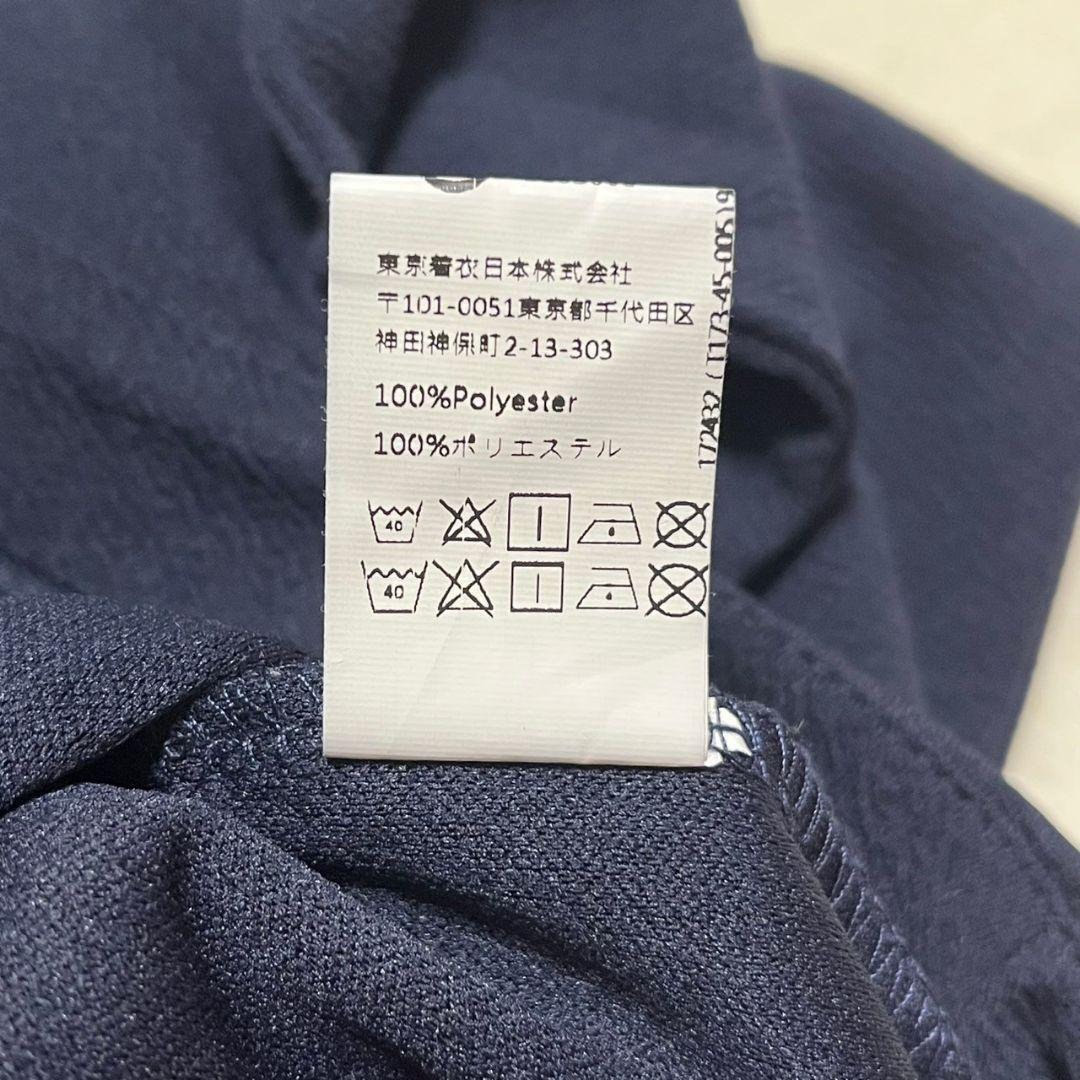 東京着衣日本株式会社
〒101-0051東京都千代田区
神田神保町2-13-303
100%Polyester
100%ポリエステル
40
40